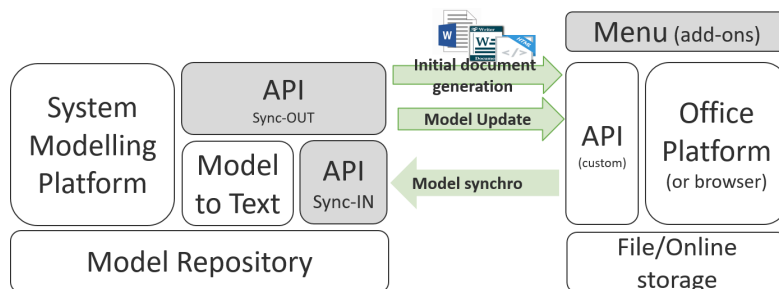 System
Modelling
Platform
API
Sync-OUT
Model
to Text
API
Sync-IN
Model Repository
W
W
HTML
</>
Initial document
generation
Model Update
Model synchro
Menu (add-ons)
API
(custom)
Office
Platform
(or browser)
File/Online
storage